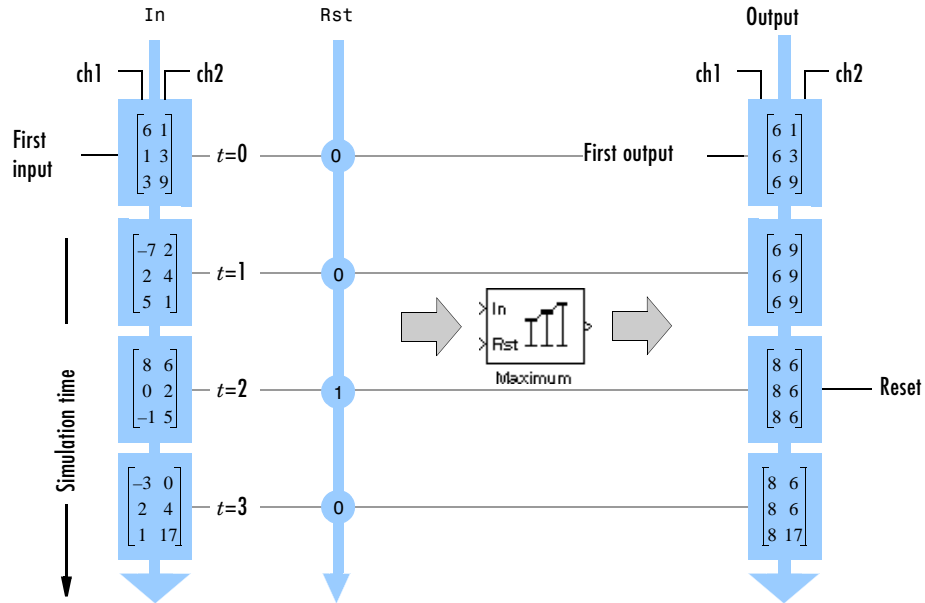 In
Rst
Output
ch1
ch2
ch1
ch2
First input
6 1
1 3
3 9
t=0
0
First output
6 1
6 3
6 9
−7 2
2 4
5 1
t=1
0
6 9
6 9
6 9
In
Rst
Maximum
Simulation time
8 6
0 2
−1 5
t=2
1
8 6
8 6
8 6
Reset
−3 0
2 4
1 17
t=3
0
8 6
8 6
8 17